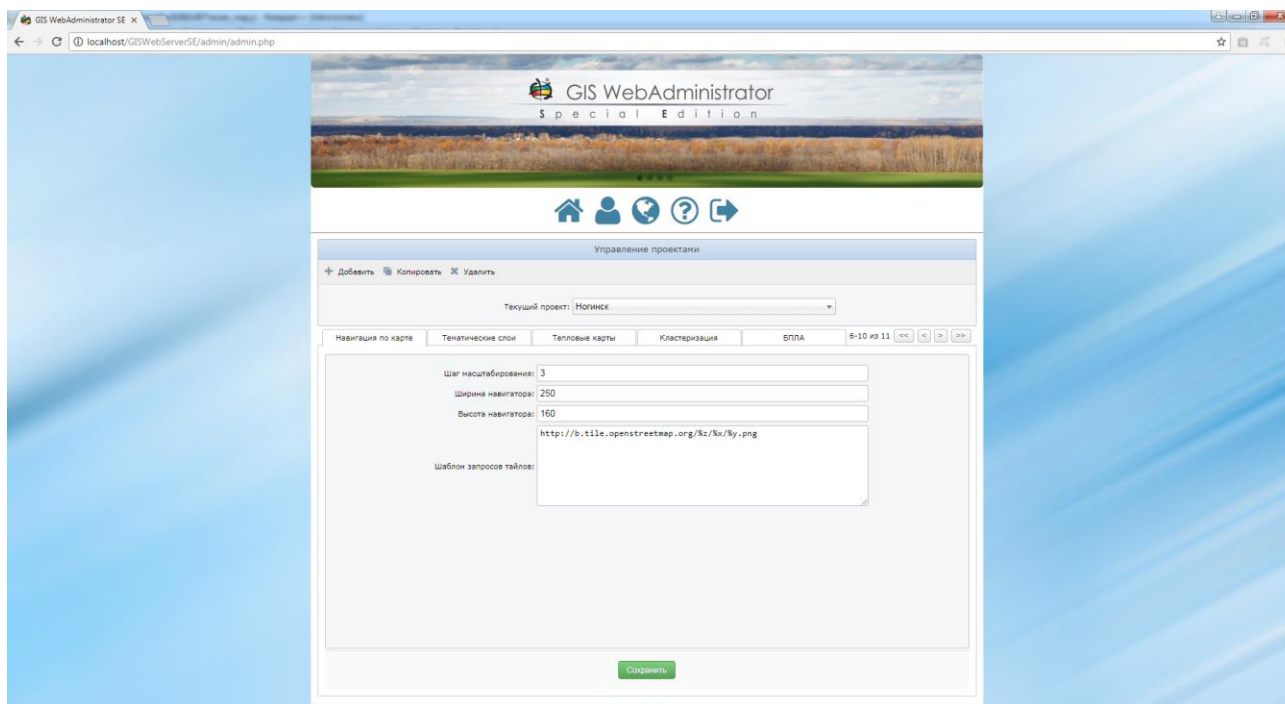 GIS WebAdministrator SE
localhost/GISWebServerSE/admin/admin.php
GIS WebAdministrator
Special Edition
Управление проектами
Добавить Копировать Удалить
Текущий проект: Ногинск
Навигация по карте Тематические слои Тепловые карты Кластеризация БПЛА 6-10 из 11 << < > >>
Шаг масштабирования: 3
Ширина навигатора: 250
Высота навигатора: 160
Шаблон запросов тайлов: http://b.tile.openstreetmap.org/%z/%x/%y.png
Сохранить